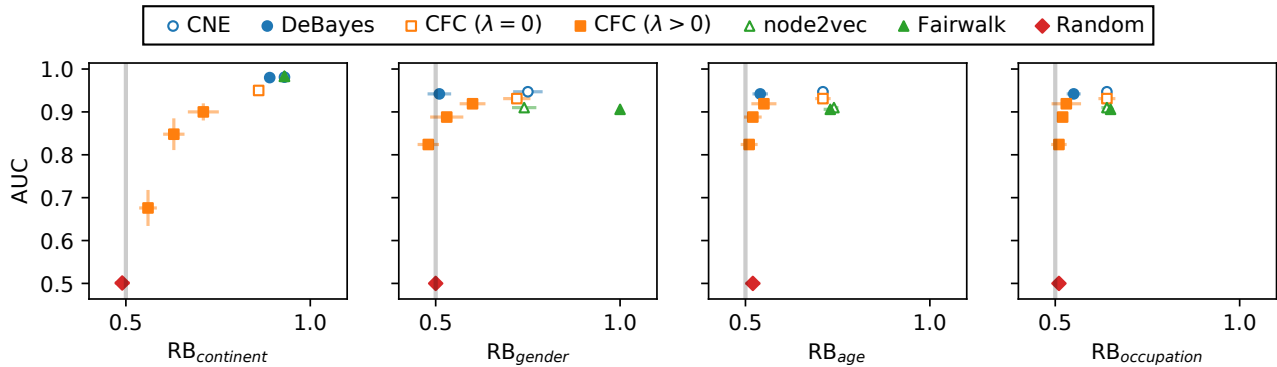 CNE DeBayes CFC (λ = 0) CFC (λ > 0) node2vec Fairwalk Random
AUC
1.0
0.9
0.8
0.7
0.6
0.5
0.5 1.0 0.5 1.0 0.5 1.0 0.5 1.0
RB_continent RB_gender RB_age RB_occupation